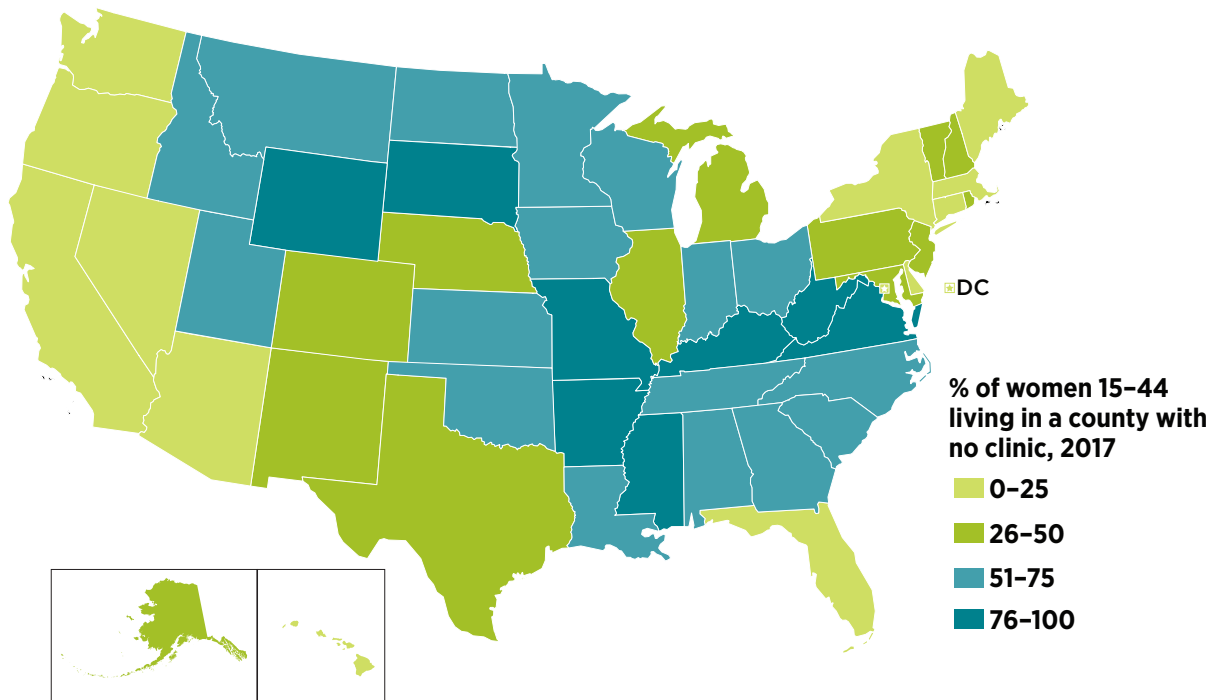 DC
% of women 15–44
living in a county with
no clinic, 2017
0–25
26–50
51–75
76–100